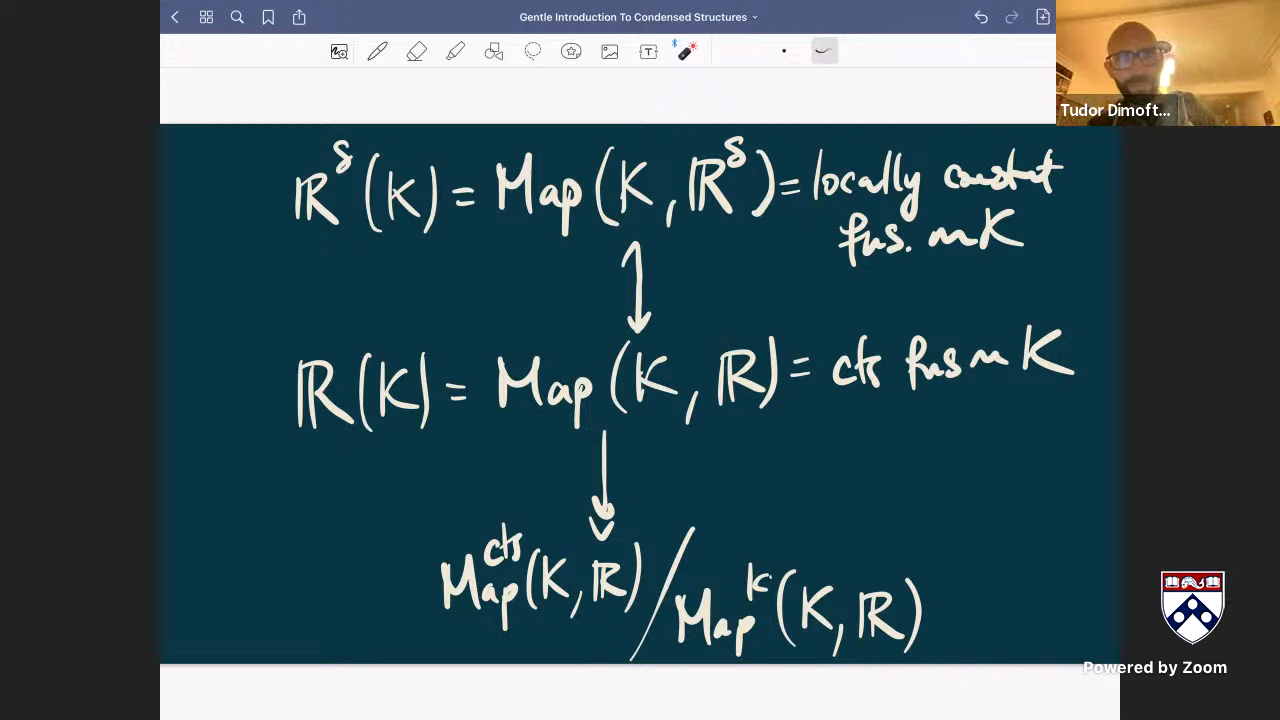 Gentle Introduction To Condensed Structures
Tudor Dimoft...
ℝ^δ(K) = Map(K, ℝ^δ) = locally constant
fns. on K
ℝ(K) = Map(K, ℝ) = cts fns on K
Map^cts(K, ℝ) / Map^lc(K, ℝ)
Powered by Zoom